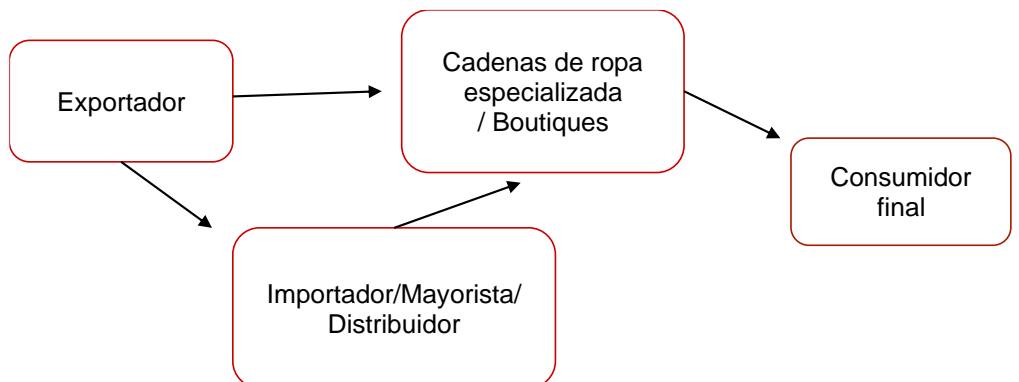 Exportador
Cadenas de ropa
especializada
/ Boutiques
Consumidor
final
Importador/Mayorista/
Distribuidor